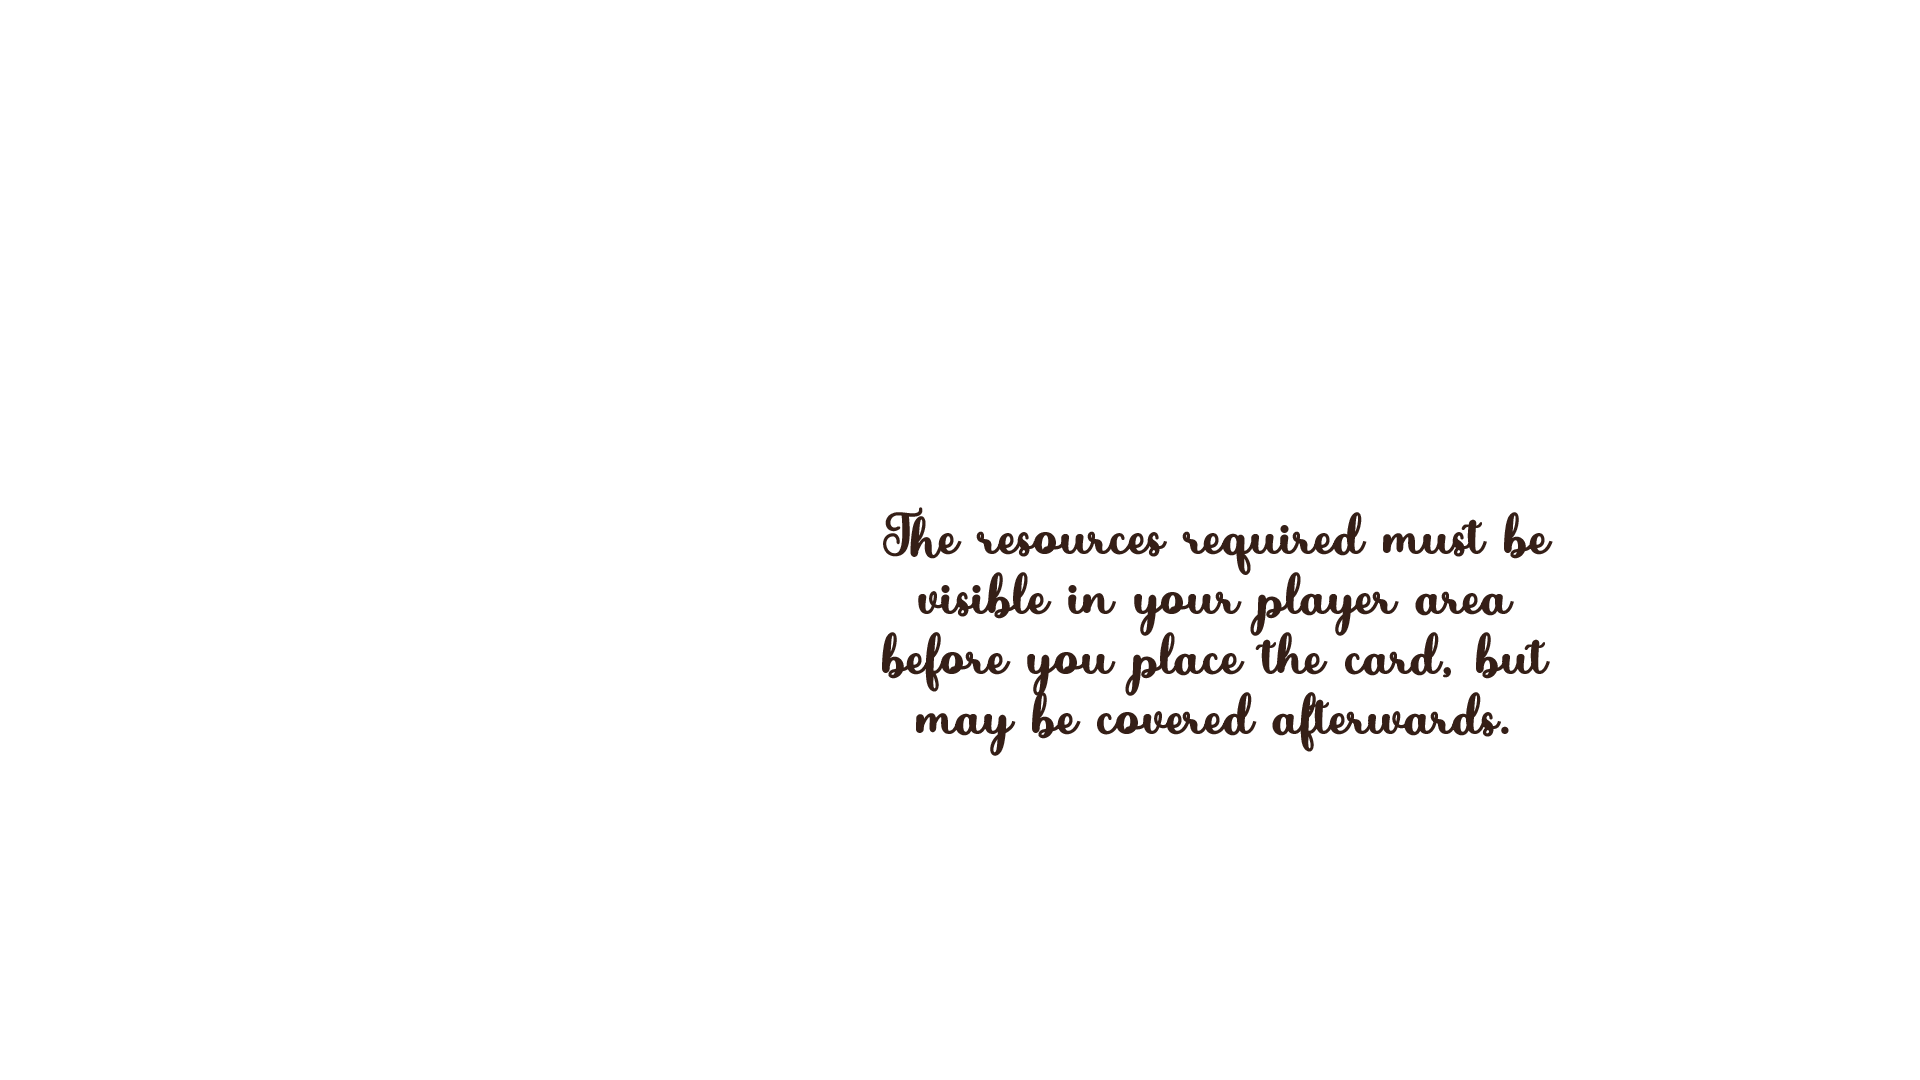 The resources required must be
visible in your player area
before you place the card, but
may be covered afterwards.